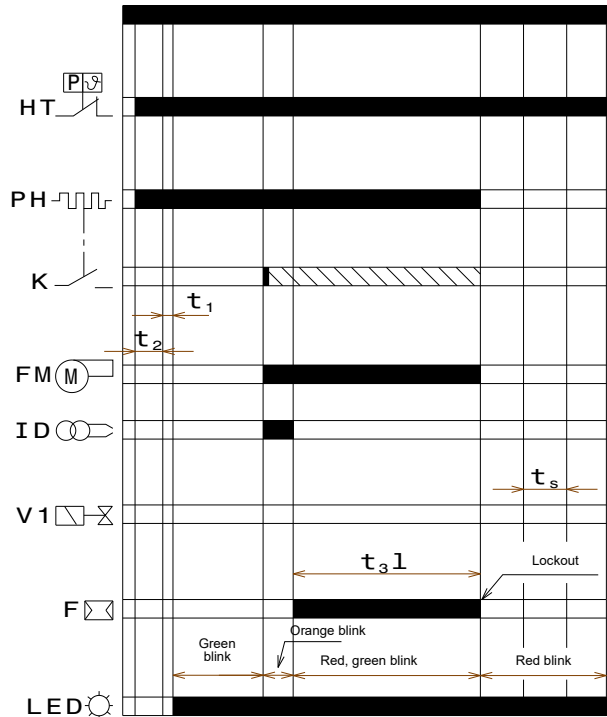 P ϑ
HT
PH
K
t₁
t₂
FM M
ID
tₛ
V1
t₃l
Lockout
F
Orange blink
Green
blink
Red, green blink
Red blink
LED